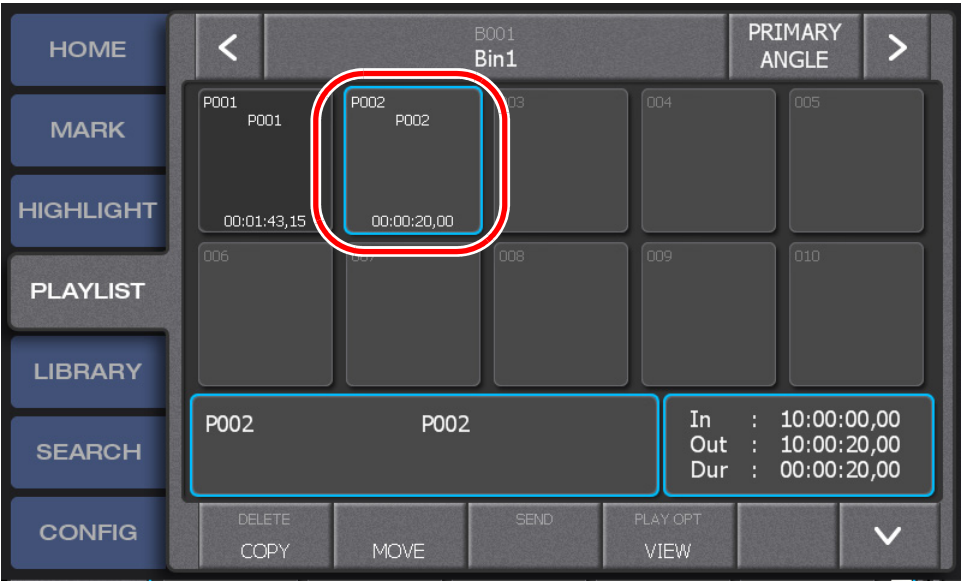 HOME
MARK
HIGHLIGHT
PLAYLIST
LIBRARY
SEARCH
CONFIG
<
B001
Bin1
PRIMARY
ANGLE
>
P001
P001
00:01:43,15
P002
P002
00:00:20,00
003
004
005
006
007
008
009
010
P002 P002
In : 10:00:00,00
Out : 10:00:20,00
Dur : 00:00:20,00
DELETE
COPY
MOVE
SEND
PLAY OPT
VIEW